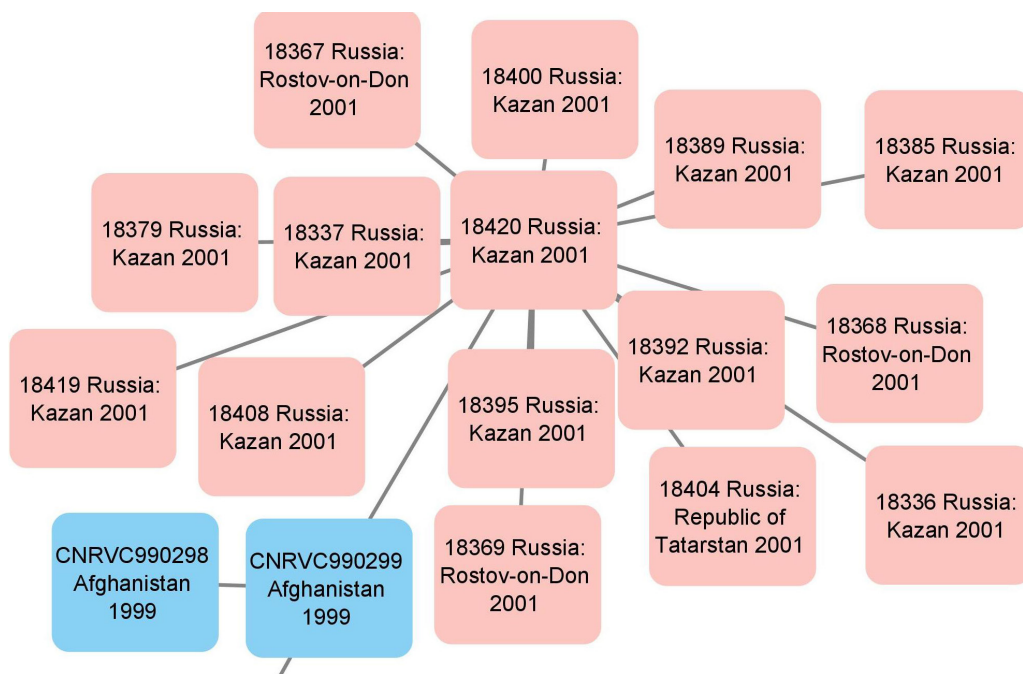 18367 Russia:
Rostov-on-Don
2001
18400 Russia:
Kazan 2001
18389 Russia:
Kazan 2001
18385 Russia:
Kazan 2001
18379 Russia:
Kazan 2001
18337 Russia:
Kazan 2001
18420 Russia:
Kazan 2001
18419 Russia:
Kazan 2001
18408 Russia:
Kazan 2001
18395 Russia:
Kazan 2001
18392 Russia:
Kazan 2001
18368 Russia:
Rostov-on-Don
2001
18404 Russia:
Republic of
Tatarstan 2001
18336 Russia:
Kazan 2001
CNRVC990298
Afghanistan
1999
CNRVC990299
Afghanistan
1999
18369 Russia:
Rostov-on-Don
2001